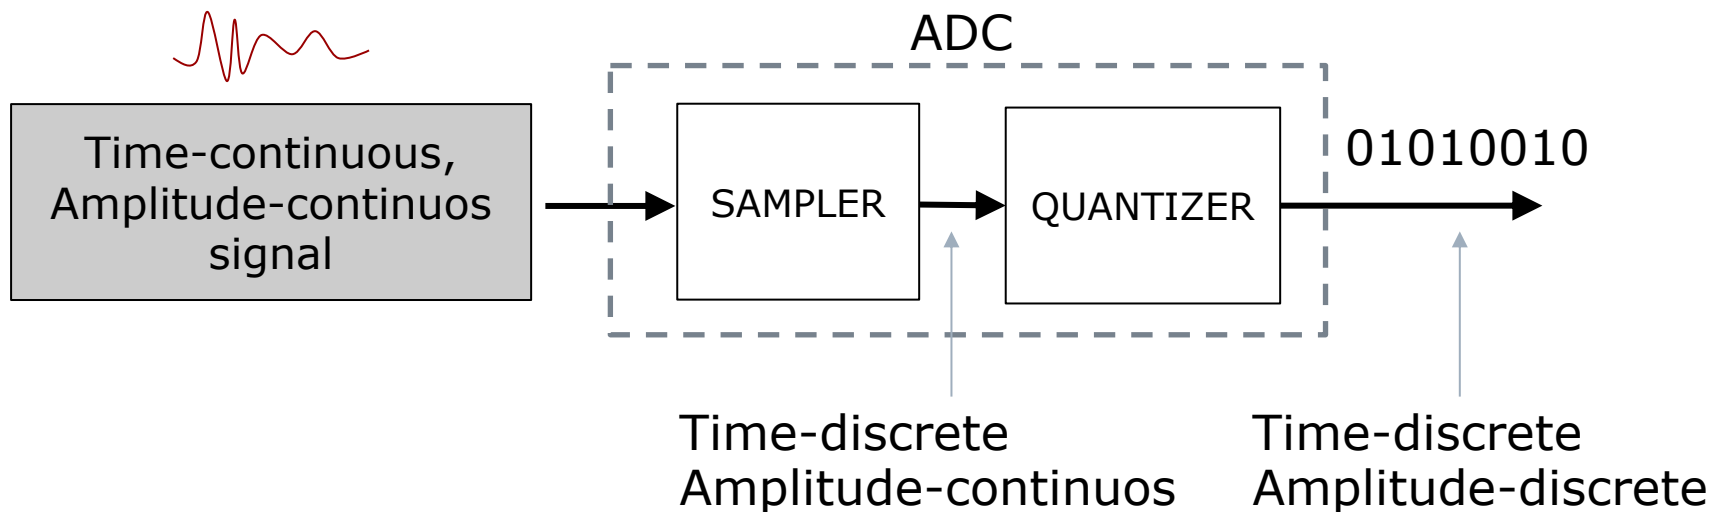 ADC
Time-continuous,
Amplitude-continuos
signal
SAMPLER
QUANTIZER
01010010
Time-discrete
Amplitude-continuos
Time-discrete
Amplitude-discrete